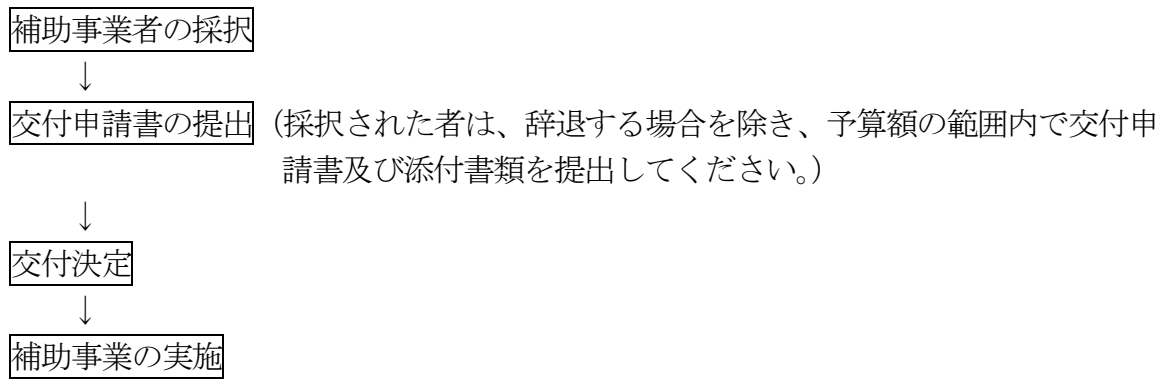 補助事業者の採択
↓
交付申請書の提出（採択された者は、辞退する場合を除き、予算額の範囲内で交付申
請書及び添付書類を提出してください。）
↓
交付決定
↓
補助事業の実施